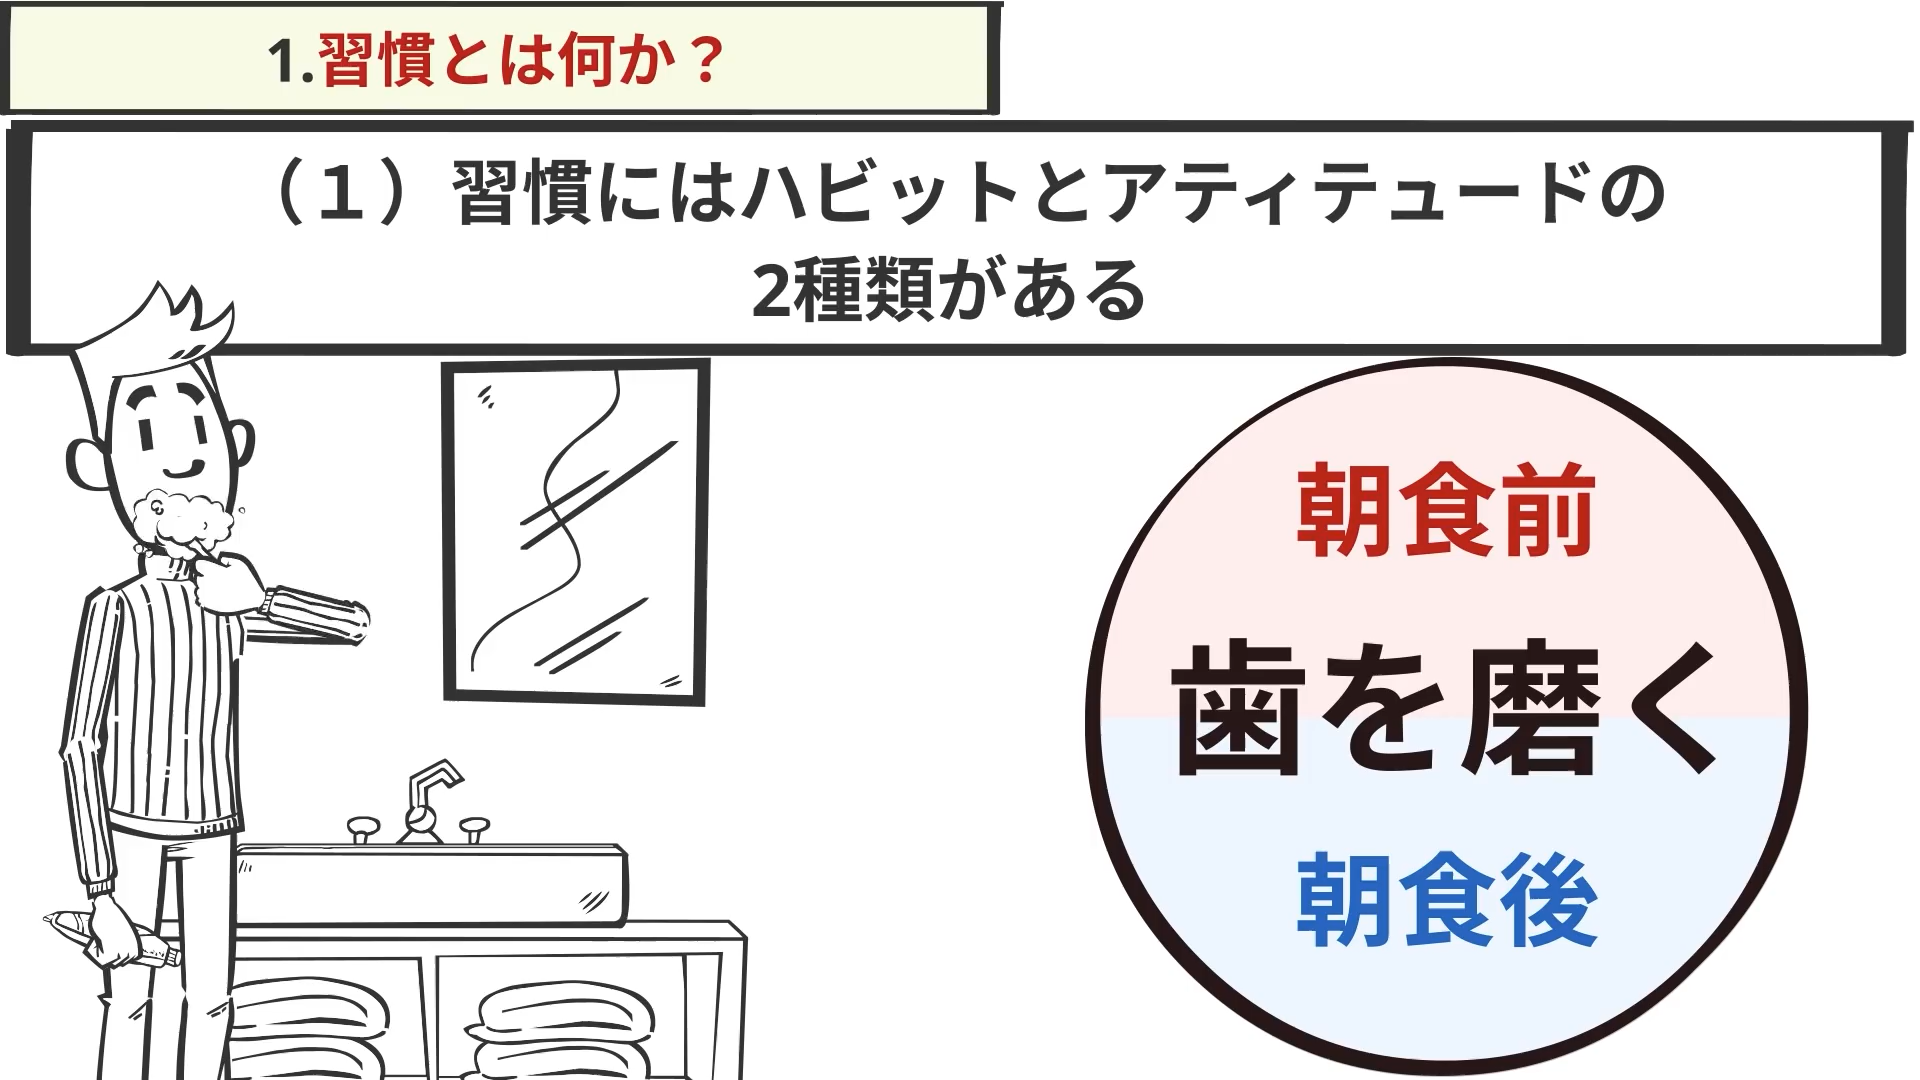 1.習慣とは何か？
（１）習慣にはハビットとアティテュードの
2種類がある
朝食前
歯を磨く
朝食後